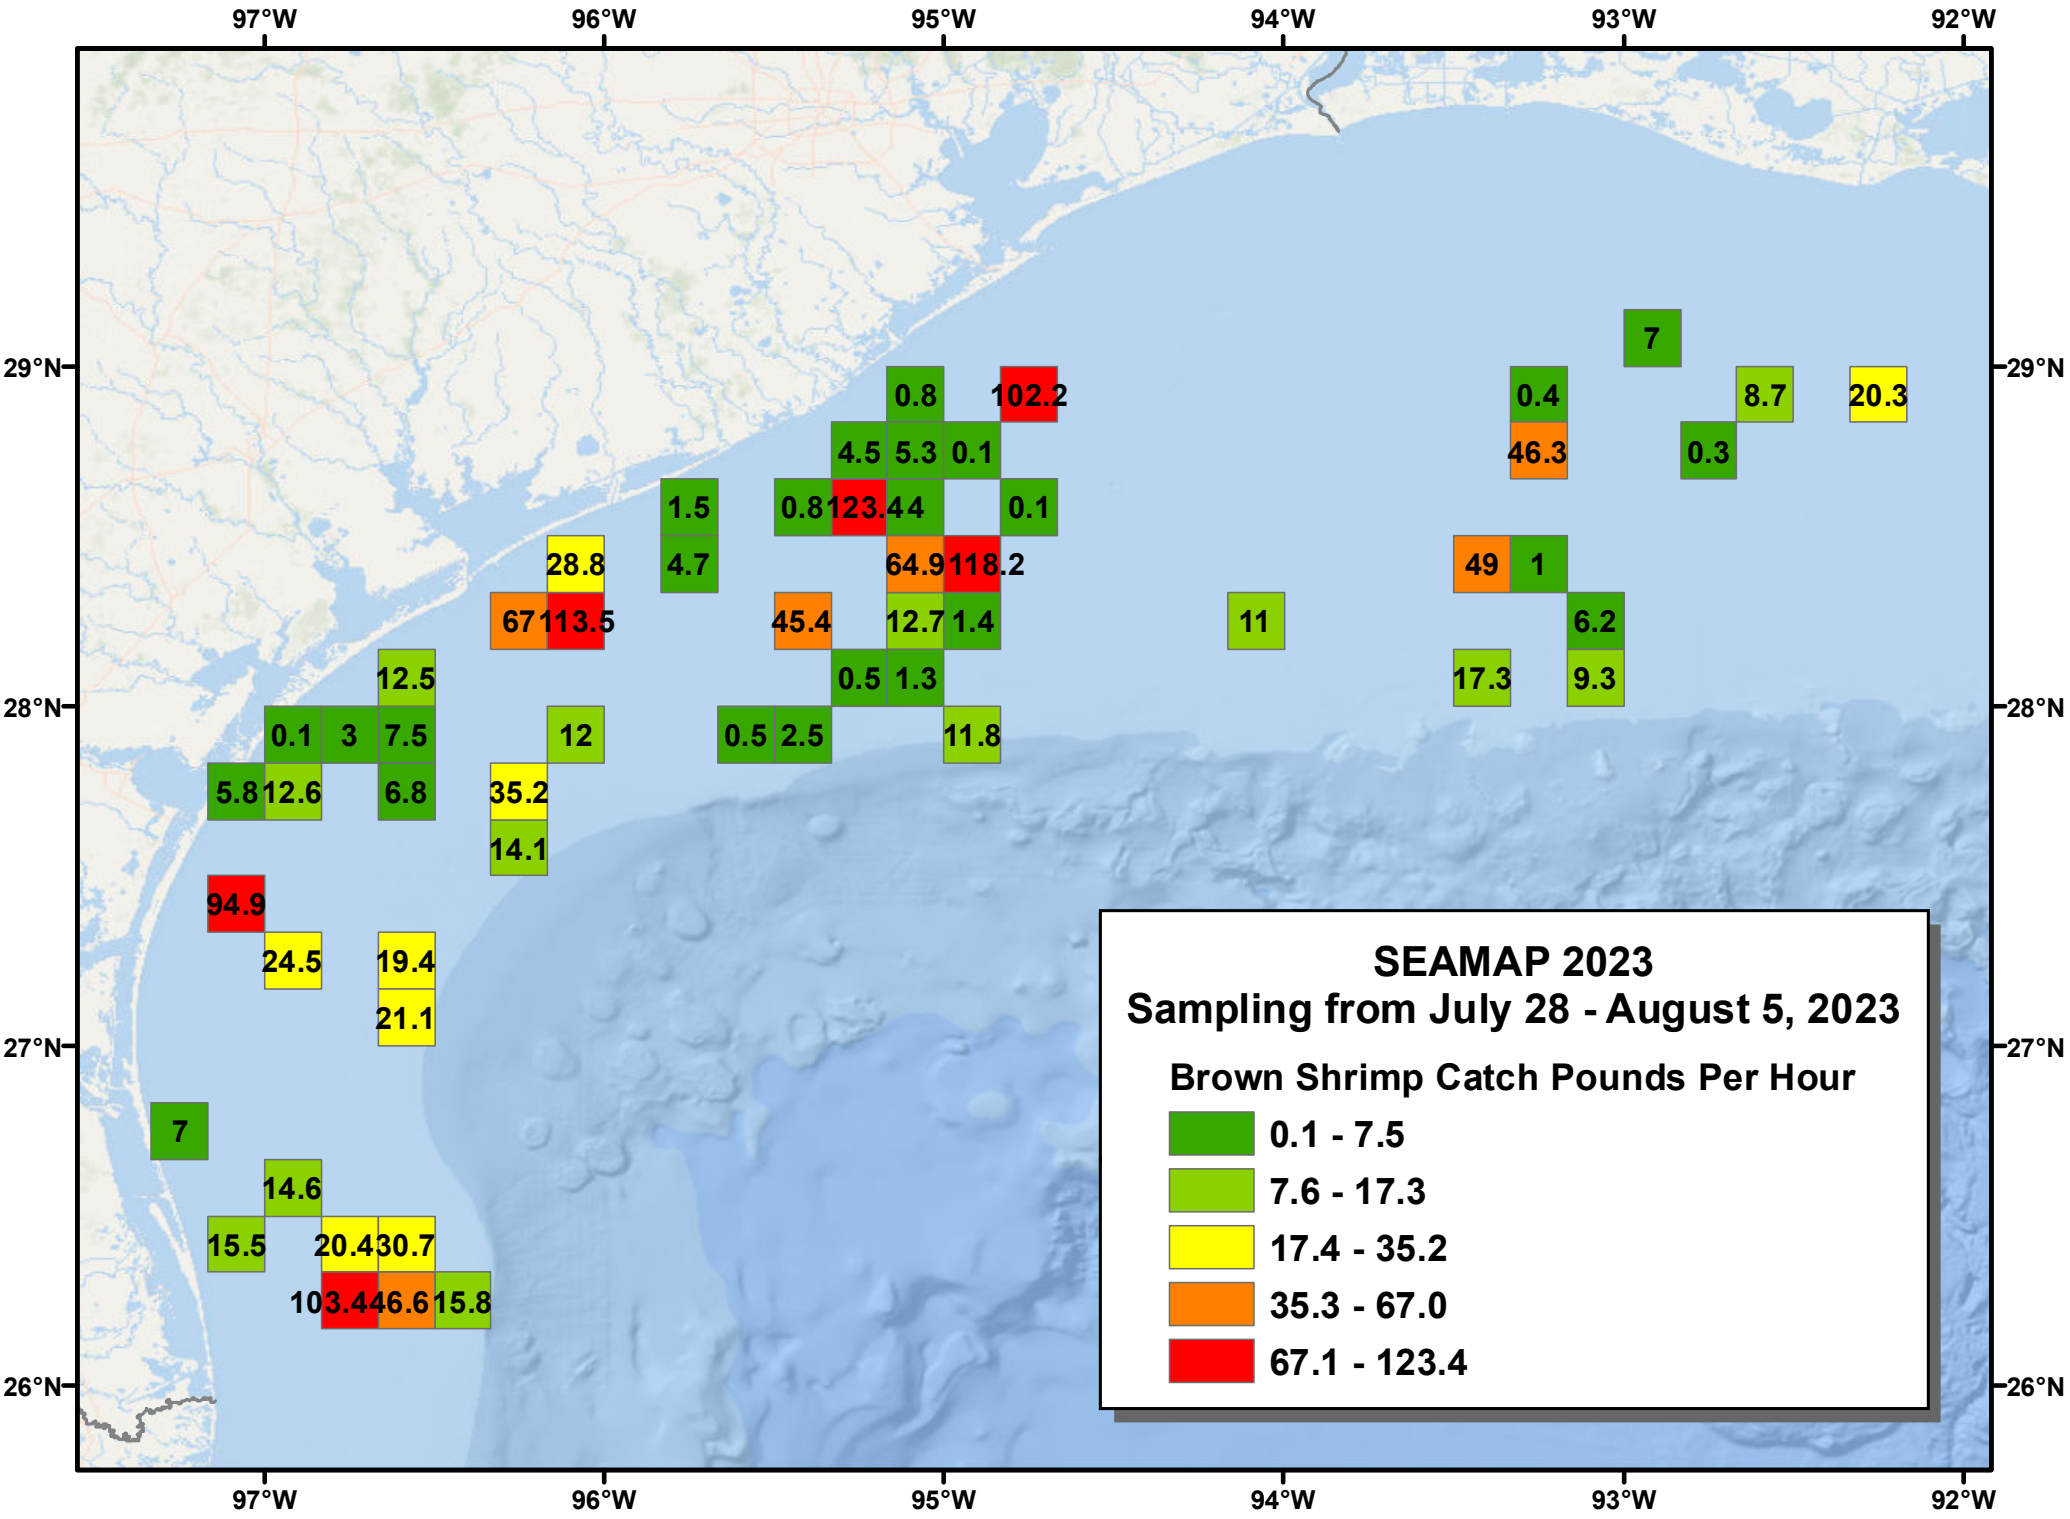 97°W 96°W 95°W 94°W 93°W 92°W
7
29°N 29°N
0.8 102.2 0.4 8.7 20.3
4.5 5.3 0.1 46.3 0.3
1.5 0.8 123.4 4 0.1
28.8 4.7 64.9 118.2 49 1
67 113.5 45.4 12.7 1.4 11 6.2
12.5 0.5 1.3 17.3 9.3
28°N 28°N
0.1 3 7.5 12 0.5 2.5 11.8
5.8 12.6 6.8 35.2
14.1
94.9
24.5 19.4
21.1
27°N 27°N
7
14.6
15.5 20.4 30.7
103.4 46.6 15.8
26°N 26°N
SEAMAP 2023
Sampling from July 28 - August 5, 2023
Brown Shrimp Catch Pounds Per Hour
0.1 - 7.5
7.6 - 17.3
17.4 - 35.2
35.3 - 67.0
67.1 - 123.4
97°W 96°W 95°W 94°W 93°W 92°W